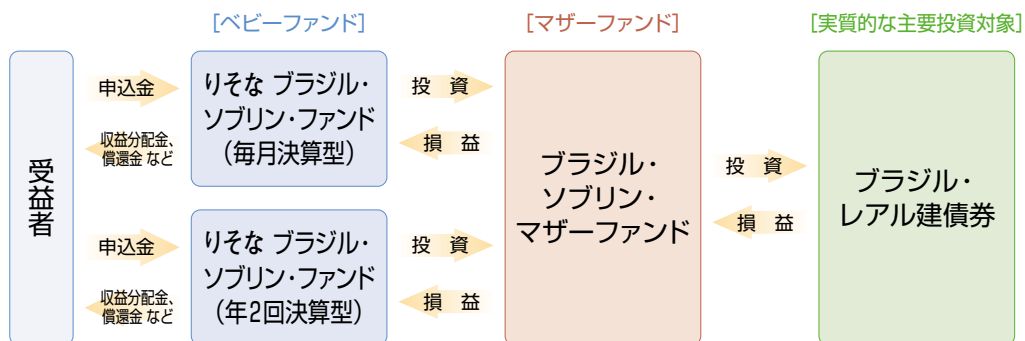 [ベビーファンド]
[マザーファンド]
[実質的な主要投資対象]
受益者
申込金
収益分配金、
償還金 など
りそな ブラジル・
ソブリン・ファンド
(毎月決算型)
投 資
損 益
申込金
収益分配金、
償還金 など
りそな ブラジル・
ソブリン・ファンド
(年2回決算型)
投 資
損 益
ブラジル・
ソブリン・
マザーファンド
投 資
損 益
ブラジル・
レアル建債券